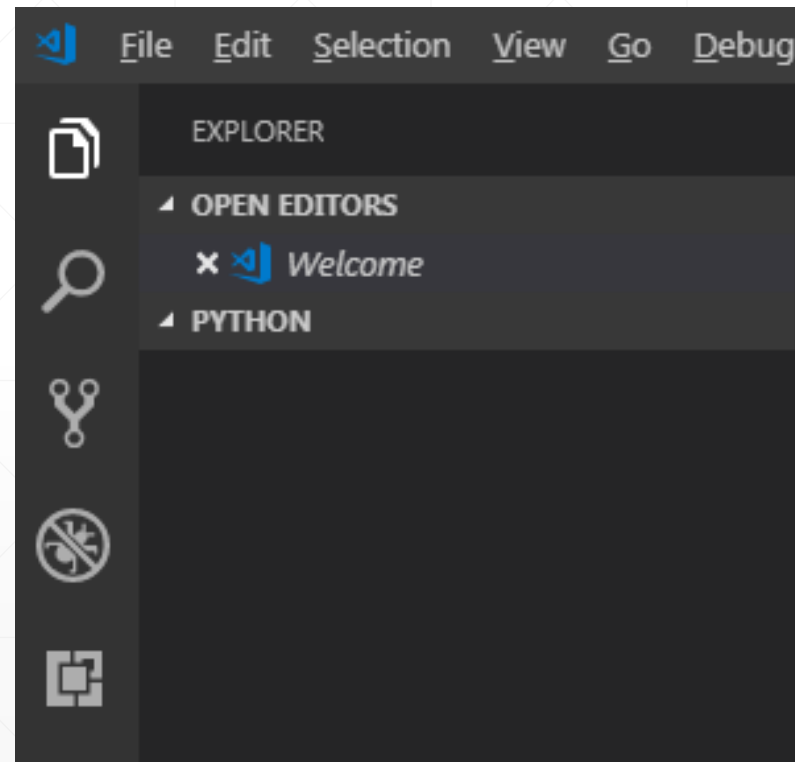 File Edit Selection View Go Debug
EXPLORER
OPEN EDITORS
Welcome
PYTHON